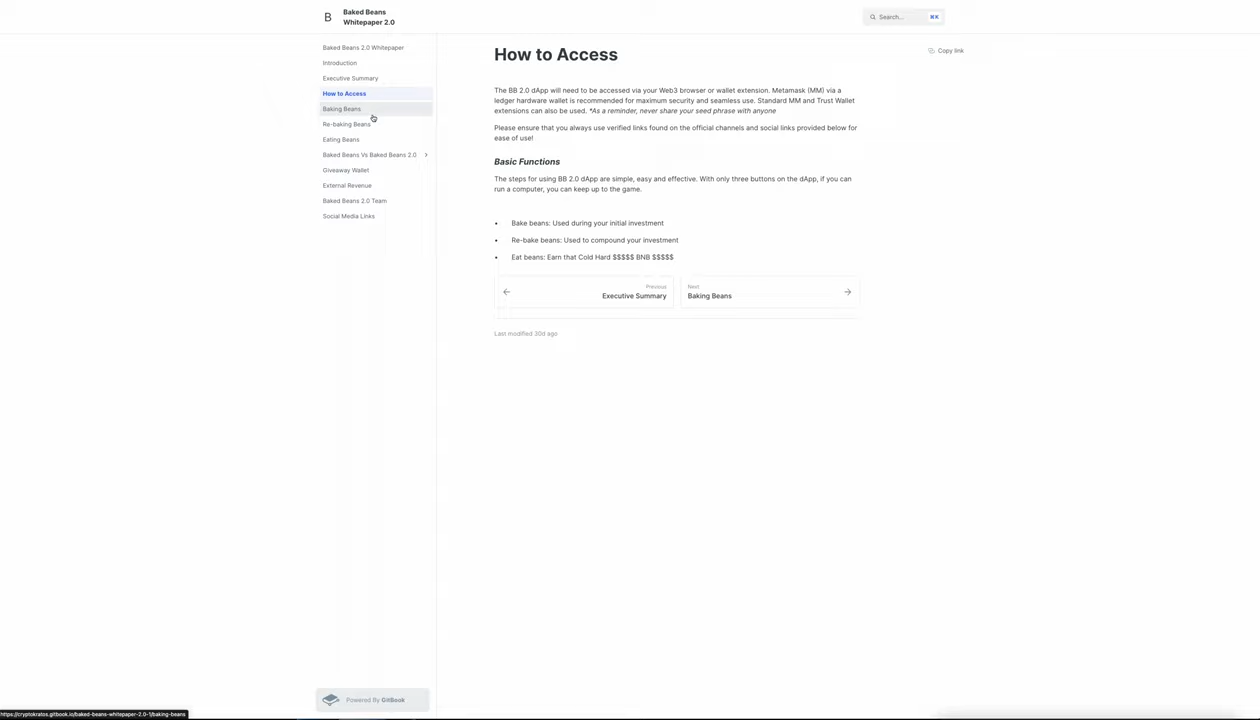 B
Baked Beans
Whitepaper 2.0
Search...
⌘K
Baked Beans 2.0 Whitepaper
Introduction
Executive Summary
How to Access
Baking Beans
Re-baking Beans
Eating Beans
Baked Beans Vs Baked Beans 2.0
Giveaway Wallet
External Revenue
Baked Beans 2.0 Team
Social Media Links
How to Access
Copy link
The BB 2.0 dApp will need to be accessed via your Web3 browser or wallet extension. Metamask (MM) via a
ledger hardware wallet is recommended for maximum security and seamless use. Standard MM and Trust Wallet
extensions can also be used. *As a reminder, never share your seed phrase with anyone
Please ensure that you always use verified links found on the official channels and social links provided below for
ease of use!
Basic Functions
The steps for using BB 2.0 dApp are simple, easy and effective. With only three buttons on the dApp, if you can
run a computer, you can keep up to the game.
• Bake beans: Used during your initial investment
• Re-bake beans: Used to compound your investment
• Eat beans: Earn that Cold Hard $$$$$ BNB $$$$$
Previous
Executive Summary
Next
Baking Beans
Last modified 30d ago
Powered By GitBook
https://cryptokratos.gitbook.io/baked-beans-whitepaper-2.0-1/baking-beans